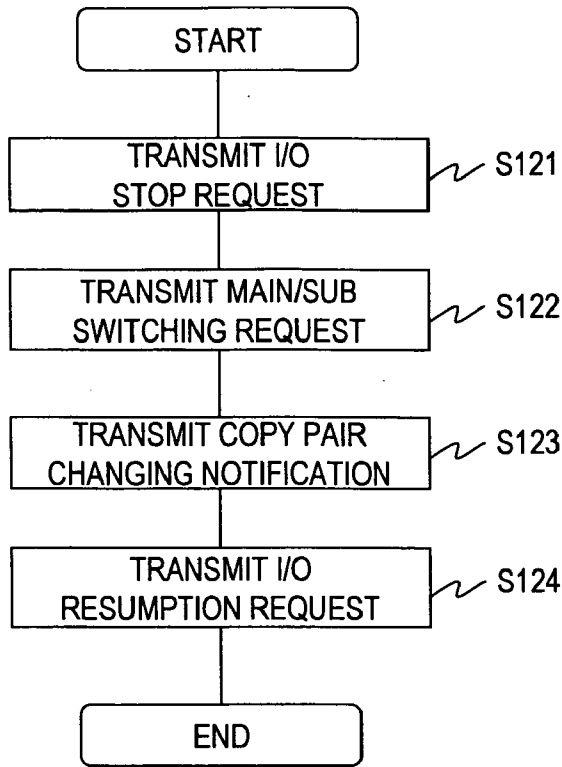 START
TRANSMIT I/O
STOP REQUEST
S121
TRANSMIT MAIN/SUB
SWITCHING REQUEST
S122
TRANSMIT COPY PAIR
CHANGING NOTIFICATION
S123
TRANSMIT I/O
RESUMPTION REQUEST
S124
END